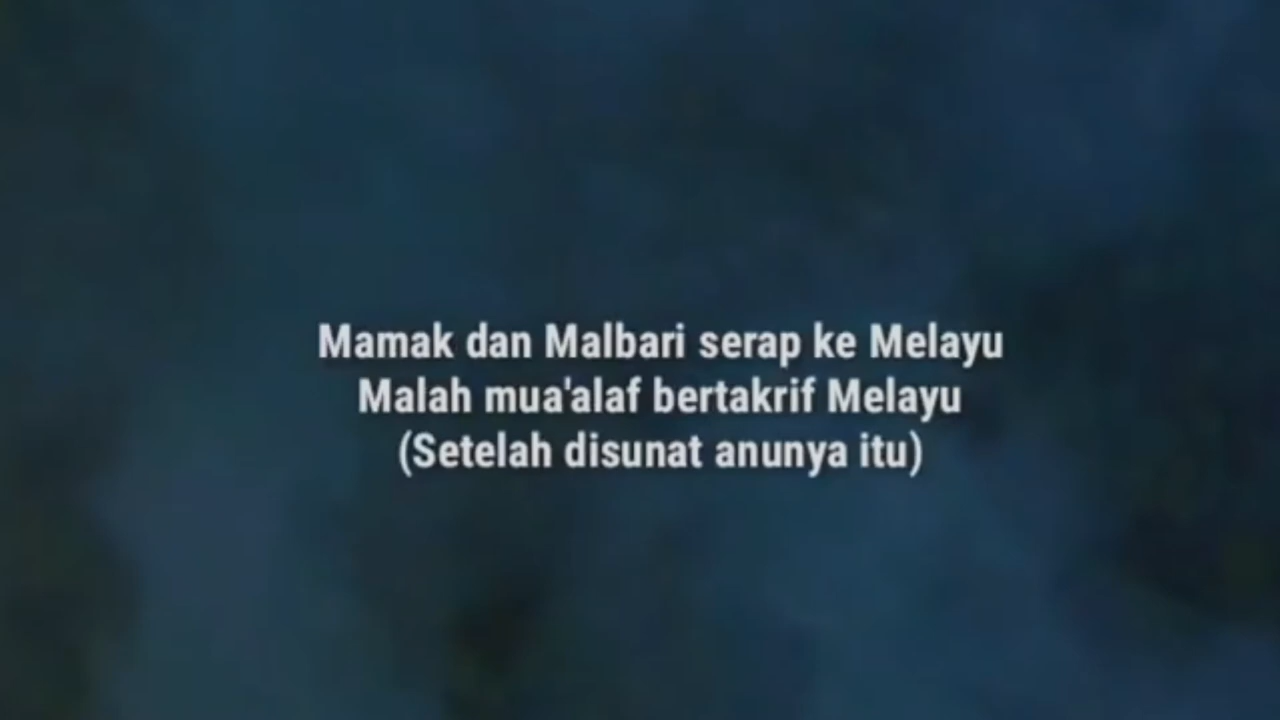 Mamak dan Malbari serap ke Melayu
Malah mua'alaf bertakrif Melayu
(Setelah disunat anunya itu)